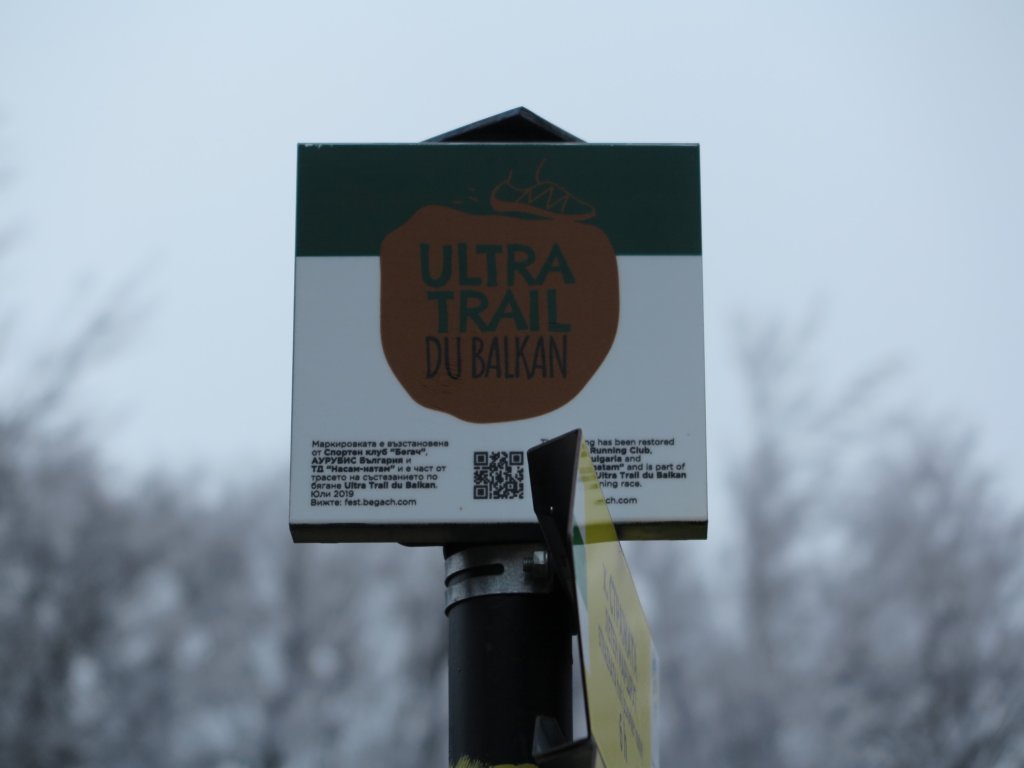 ULTRA
TRAIL
DU BALKAN
Маркировката е възстановена
от Спортен клуб "Бегач",
АУРУБИС България и
ТД "Насам-натам" и е част от
трасето на състезанието по
бягане Ultra Trail du Balkan.
Юли 2019
Вижте: fest.begach.com
has been restored
Running Club,
and
and is part of
Ultra Trail du Balkan
race.